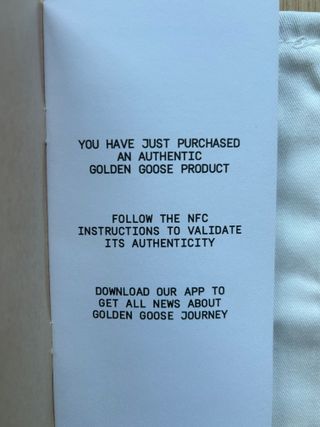 YOU HAVE JUST PURCHASED
AN AUTHENTIC
GOLDEN GOOSE PRODUCT
FOLLOW THE NFC
INSTRUCTIONS TO VALIDATE
ITS AUTHENTICITY
DOWNLOAD OUR APP TO
GET ALL NEWS ABOUT
GOLDEN GOOSE JOURNEY